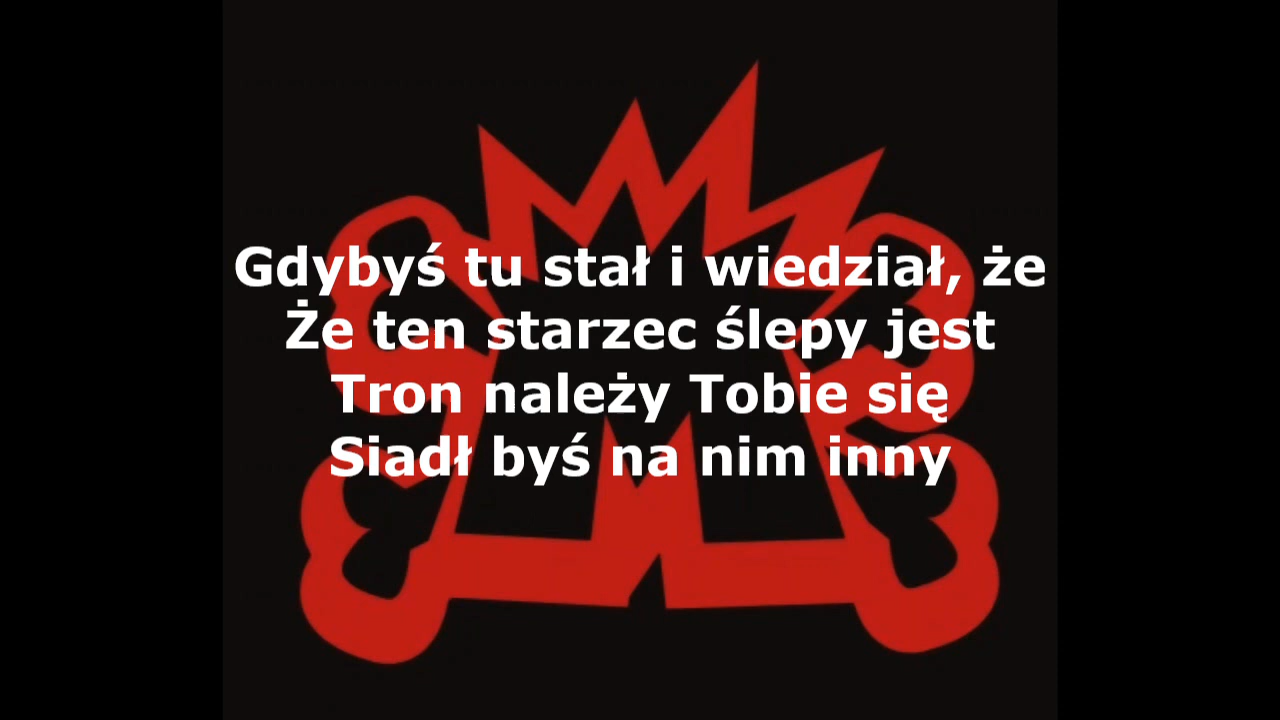 Gdybyś tu stał i wiedział, że
Że ten starzec ślepy jest
Tron należy Tobie się
Siadł byś na nim inny